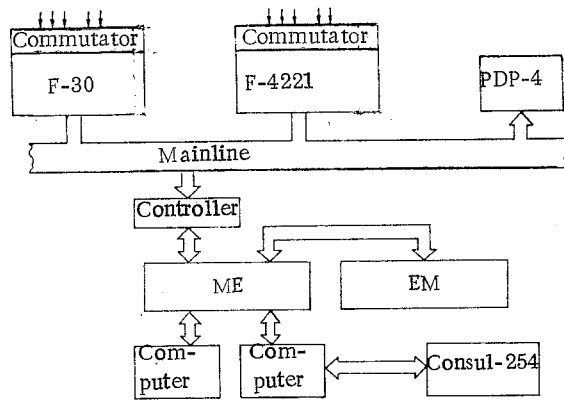 Commutator
F-30
Commutator
F-4221
PDP-4
Mainline
Controller
ME
EM
Com-
puter
Com-
puter
Consul-254